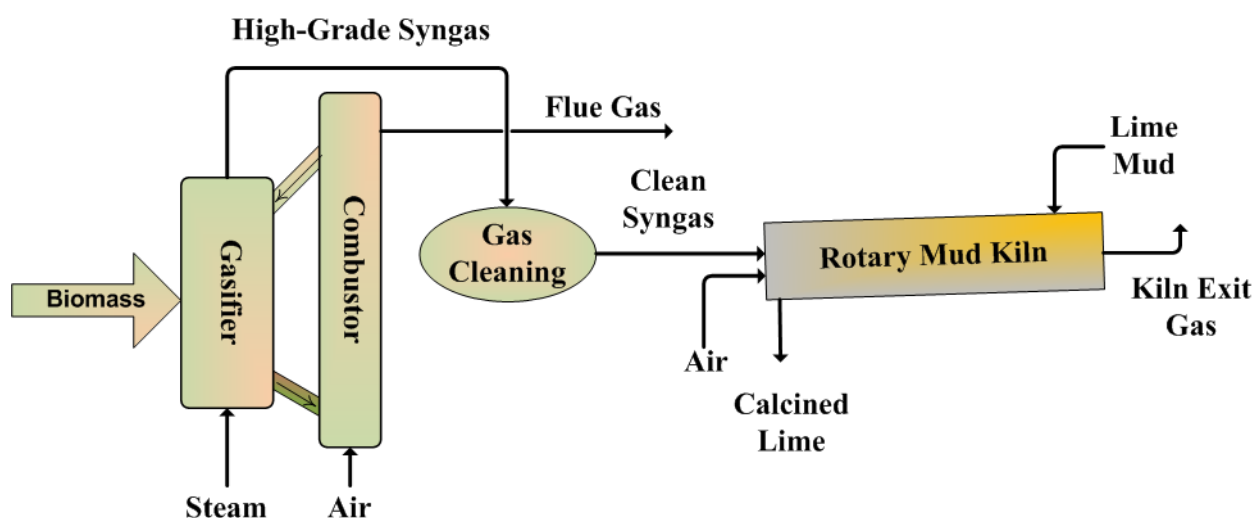 High-Grade Syngas
Flue Gas
Lime
Mud
Clean
Syngas
Gasifier
Combustor
Gas
Cleaning
Rotary Mud Kiln
Biomass
Kiln Exit
Gas
Air
Calcined
Lime
Steam
Air